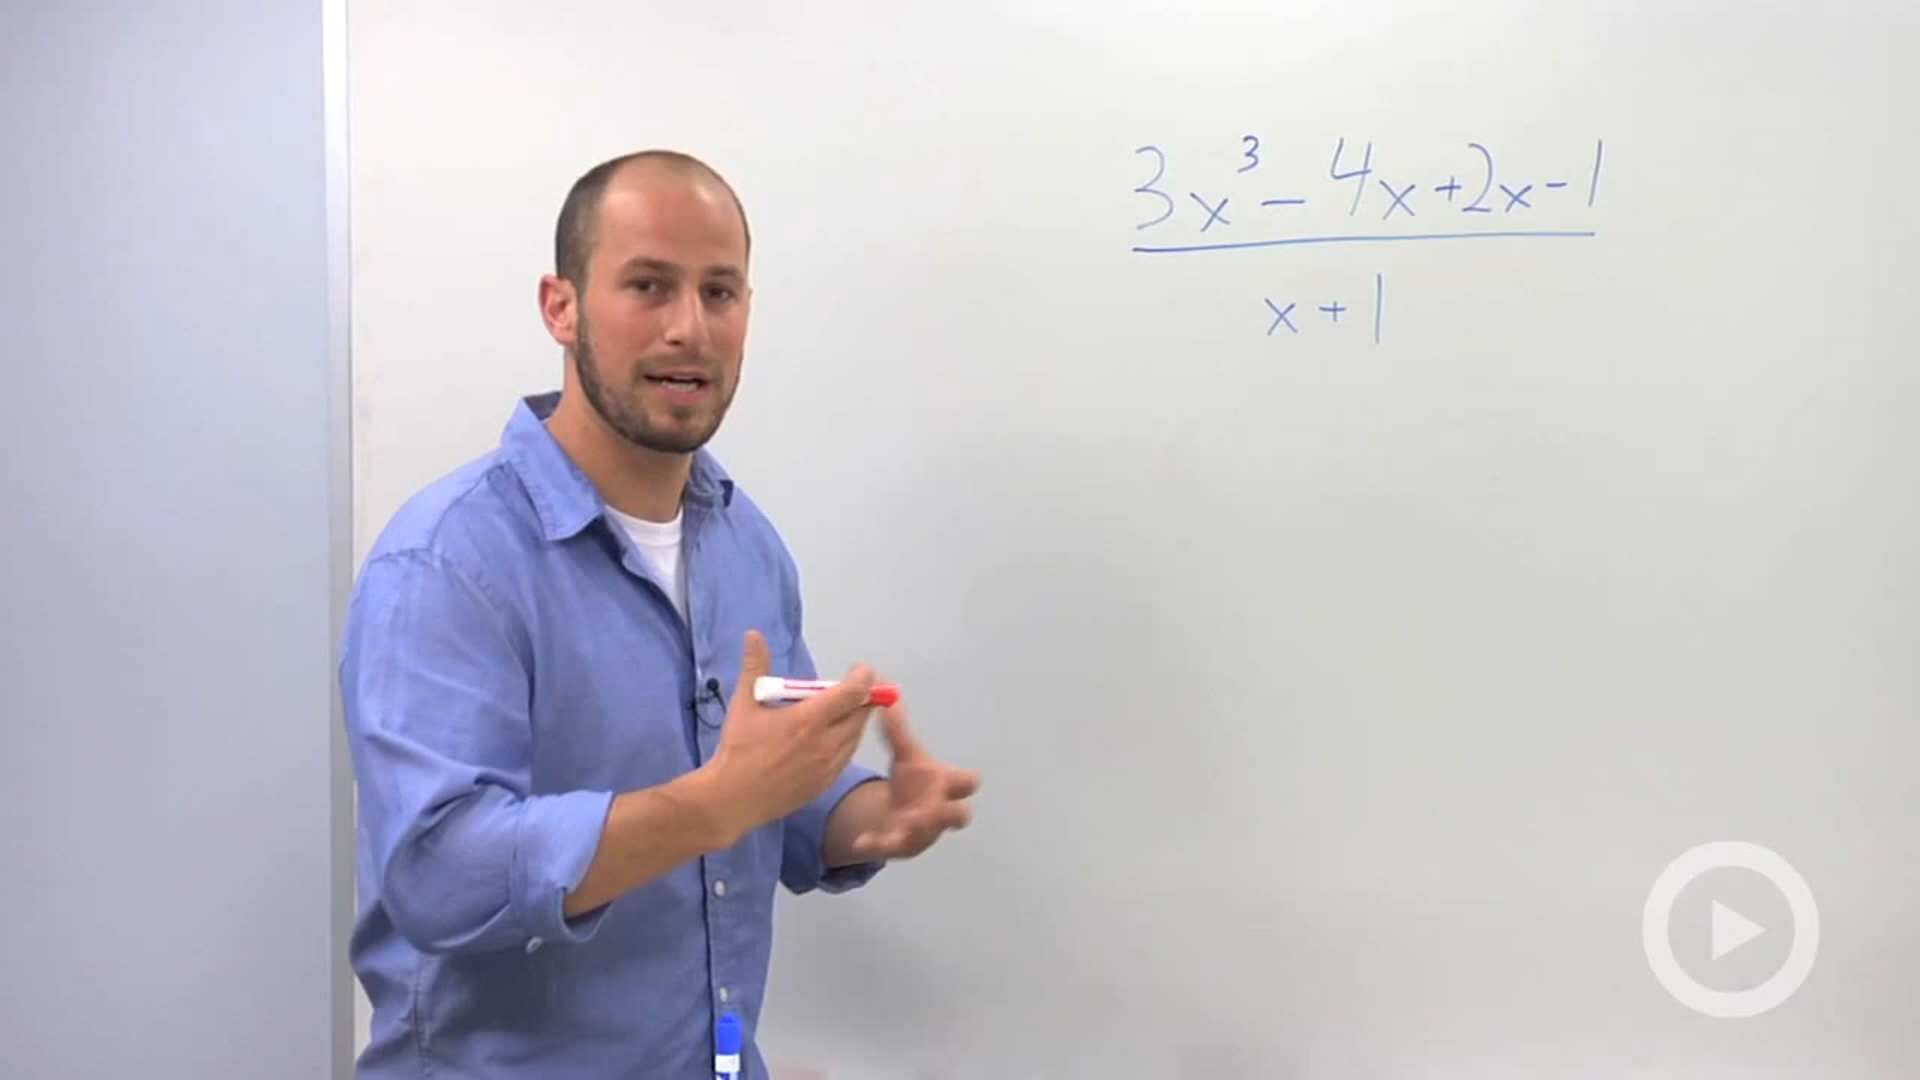 3x³ - 4x + 2x - 1
x + 1